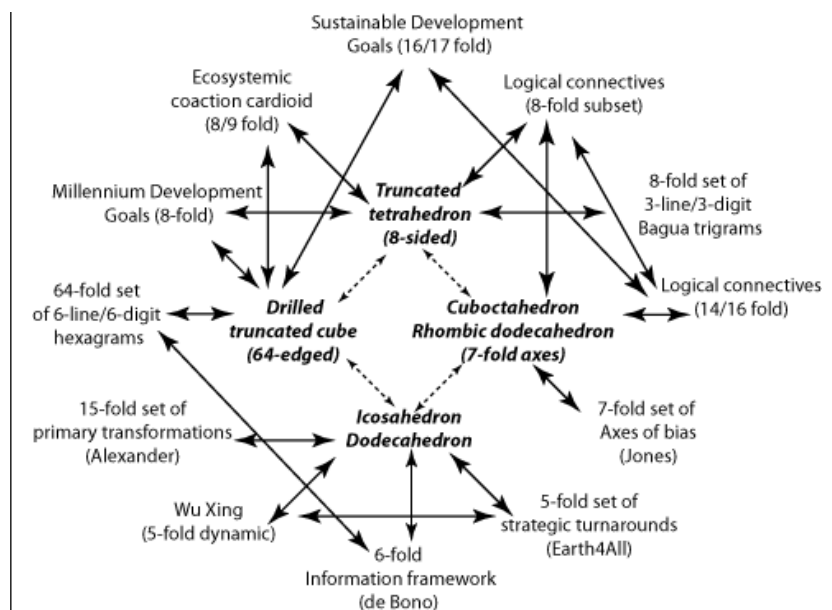 Sustainable Development
Goals (16/17 fold)
Ecosystemic
coaction cardioid
(8/9 fold)
Logical connectives
(8-fold subset)
Millennium Development
Goals (8-fold)
Truncated
tetrahedron
(8-sided)
8-fold set of
3-line/3-digit
Bagua trigrams
64-fold set
of 6-line/6-digit
hexagrams
Drilled
truncated cube
(64-edged)
Cuboctahedron
Rhombic dodecahedron
(7-fold axes)
Logical connectives
(14/16 fold)
15-fold set of
primary transformations
(Alexander)
Icosahedron
Dodecahedron
7-fold set of
Axes of bias
(Jones)
Wu Xing
(5-fold dynamic)
6-fold
Information framework
(de Bono)
5-fold set of
strategic turnarounds
(Earth4All)